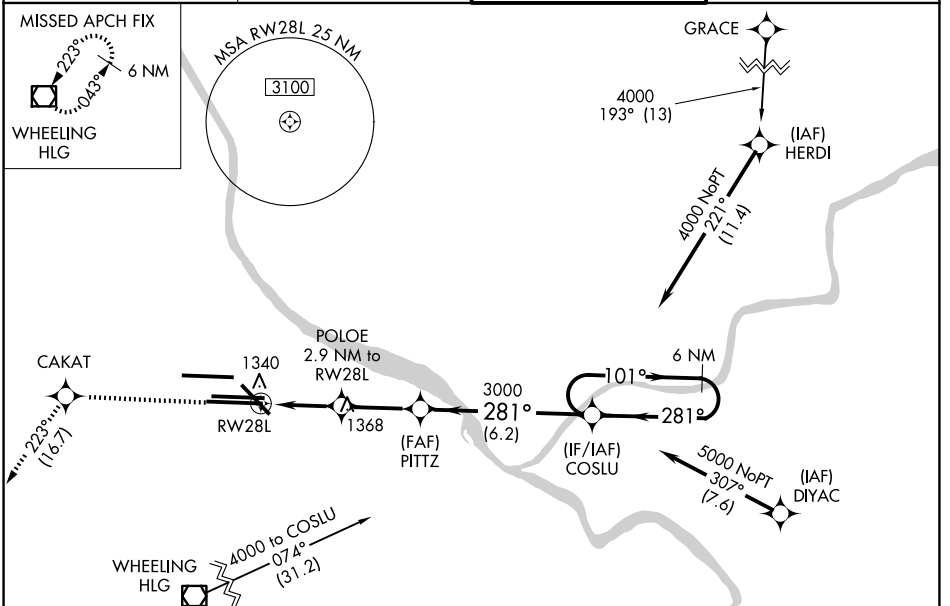 MISSED APCH FIX
223°
043°
6 NM
WHEELING
HLG
MSA RW28L 25 NM
3100
GRACE
4000
193° (13)
(IAF)
HERDI
4000 NoPT
221°
(11.4)
CAKAT
223°
(16.7)
1340
RW28L
POLOE
2.9 NM to
RW28L
1368
(FAF)
PITTZ
3000
281°
(6.2)
6 NM
101°
281°
(IF/IAF)
COSLU
5000 NoPT
307°
(7.6)
(IAF)
DIYAC
4000 to COSLU
074°
(31.2)
WHEELING
HLG